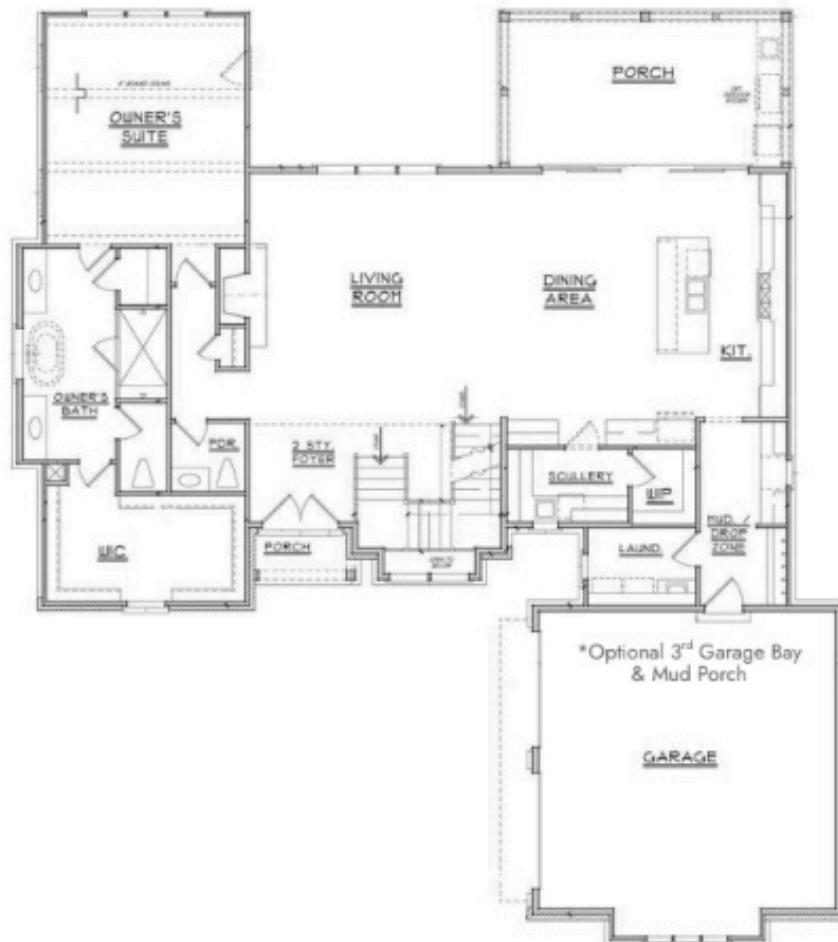 PORCH
OWNER'S
SUITE
LIVING
ROOM
DINING
AREA
KIT.
OWNER'S
BATH
PDR.
2 STY.
FOYER
SCULLERY
WIP
MUD. /
DROP
ZONE
W.I.C.
PORCH
LAUND.
*Optional 3rd Garage Bay
& Mud Porch
GARAGE